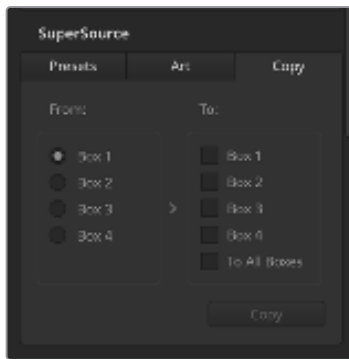 SuperSource
Presets Art Copy
From: To:
Box 1 Box 1
Box 2 Box 2
Box 3 > Box 3
Box 4 Box 4
To All Boxes
Copy